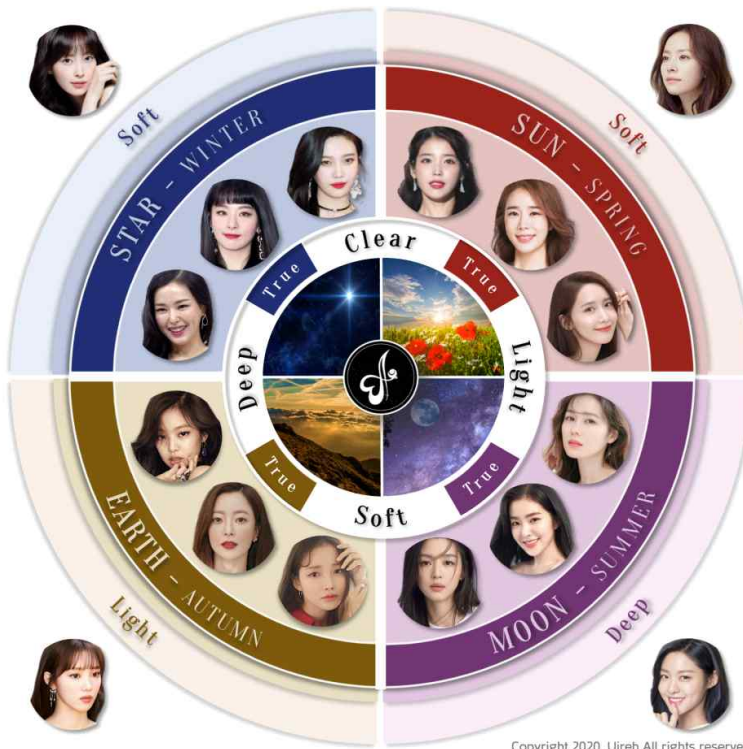 Soft
STAR - WINTER
True
Clear
SUN - SPRING
Soft
True
Deep
Light
True
EARTH - AUTUMN
Light
Soft
True
MOON - SUMMER
Deep
Copyright 2020. Uireh All rights reserve